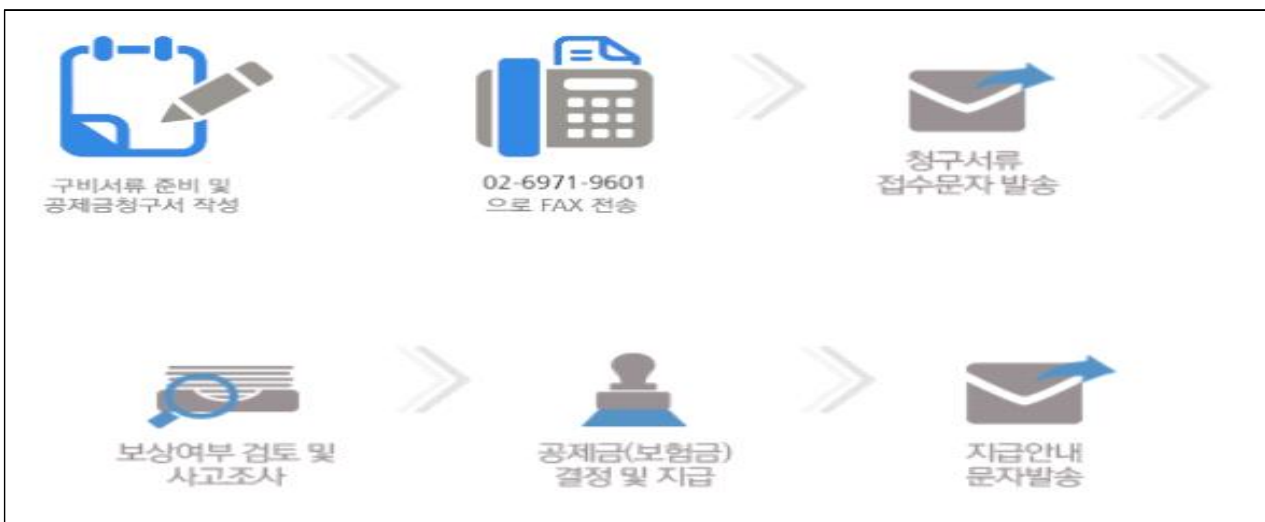 구비서류 준비 및
공제금청구서 작성
02-6971-9601
으로 FAX 전송
청구서류
접수문자 발송
보상여부 검토 및
사고조사
공제금(보험금)
결정 및 지급
지급안내
문자발송